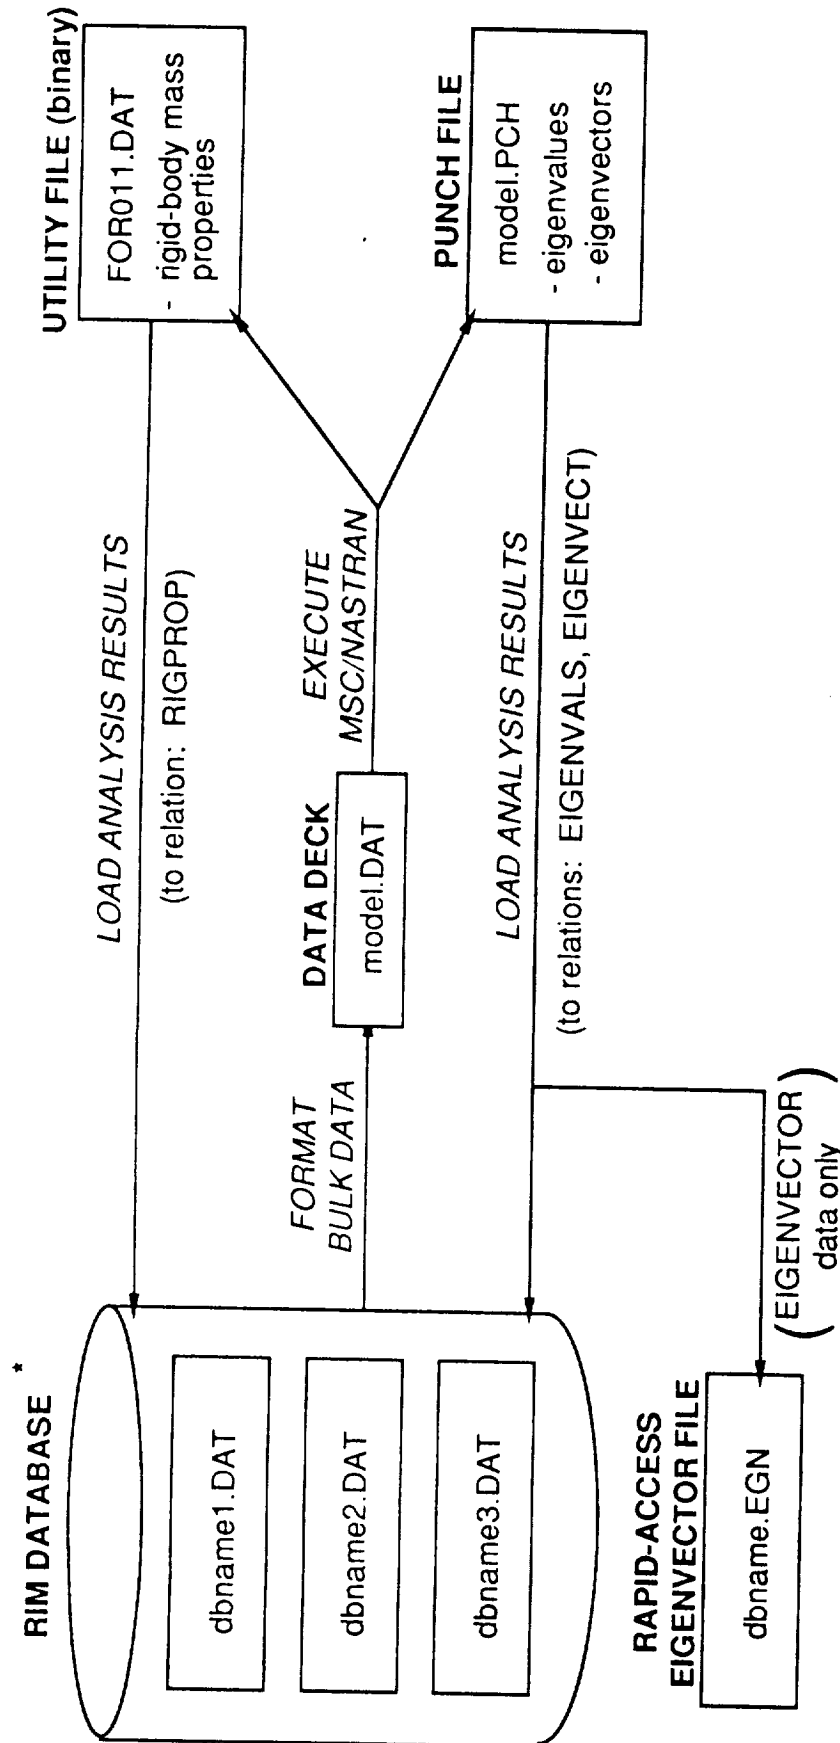 RIM DATABASE *
dbname1.DAT
dbname2.DAT
dbname3.DAT
RAPID-ACCESS
EIGENVECTOR FILE
dbname.EGN
(EIGENVECTOR
data only)
FORMAT
BULK DATA
DATA DECK
model.DAT
EXECUTE
MSC/NASTRAN
LOAD ANALYSIS RESULTS
(to relation: RIGPROP)
LOAD ANALYSIS RESULTS
(to relations: EIGENVALS, EIGENVECT)
UTILITY FILE (binary)
FOR011.DAT
- rigid-body mass
properties
PUNCH FILE
model.PCH
- eigenvalues
- eigenvectors